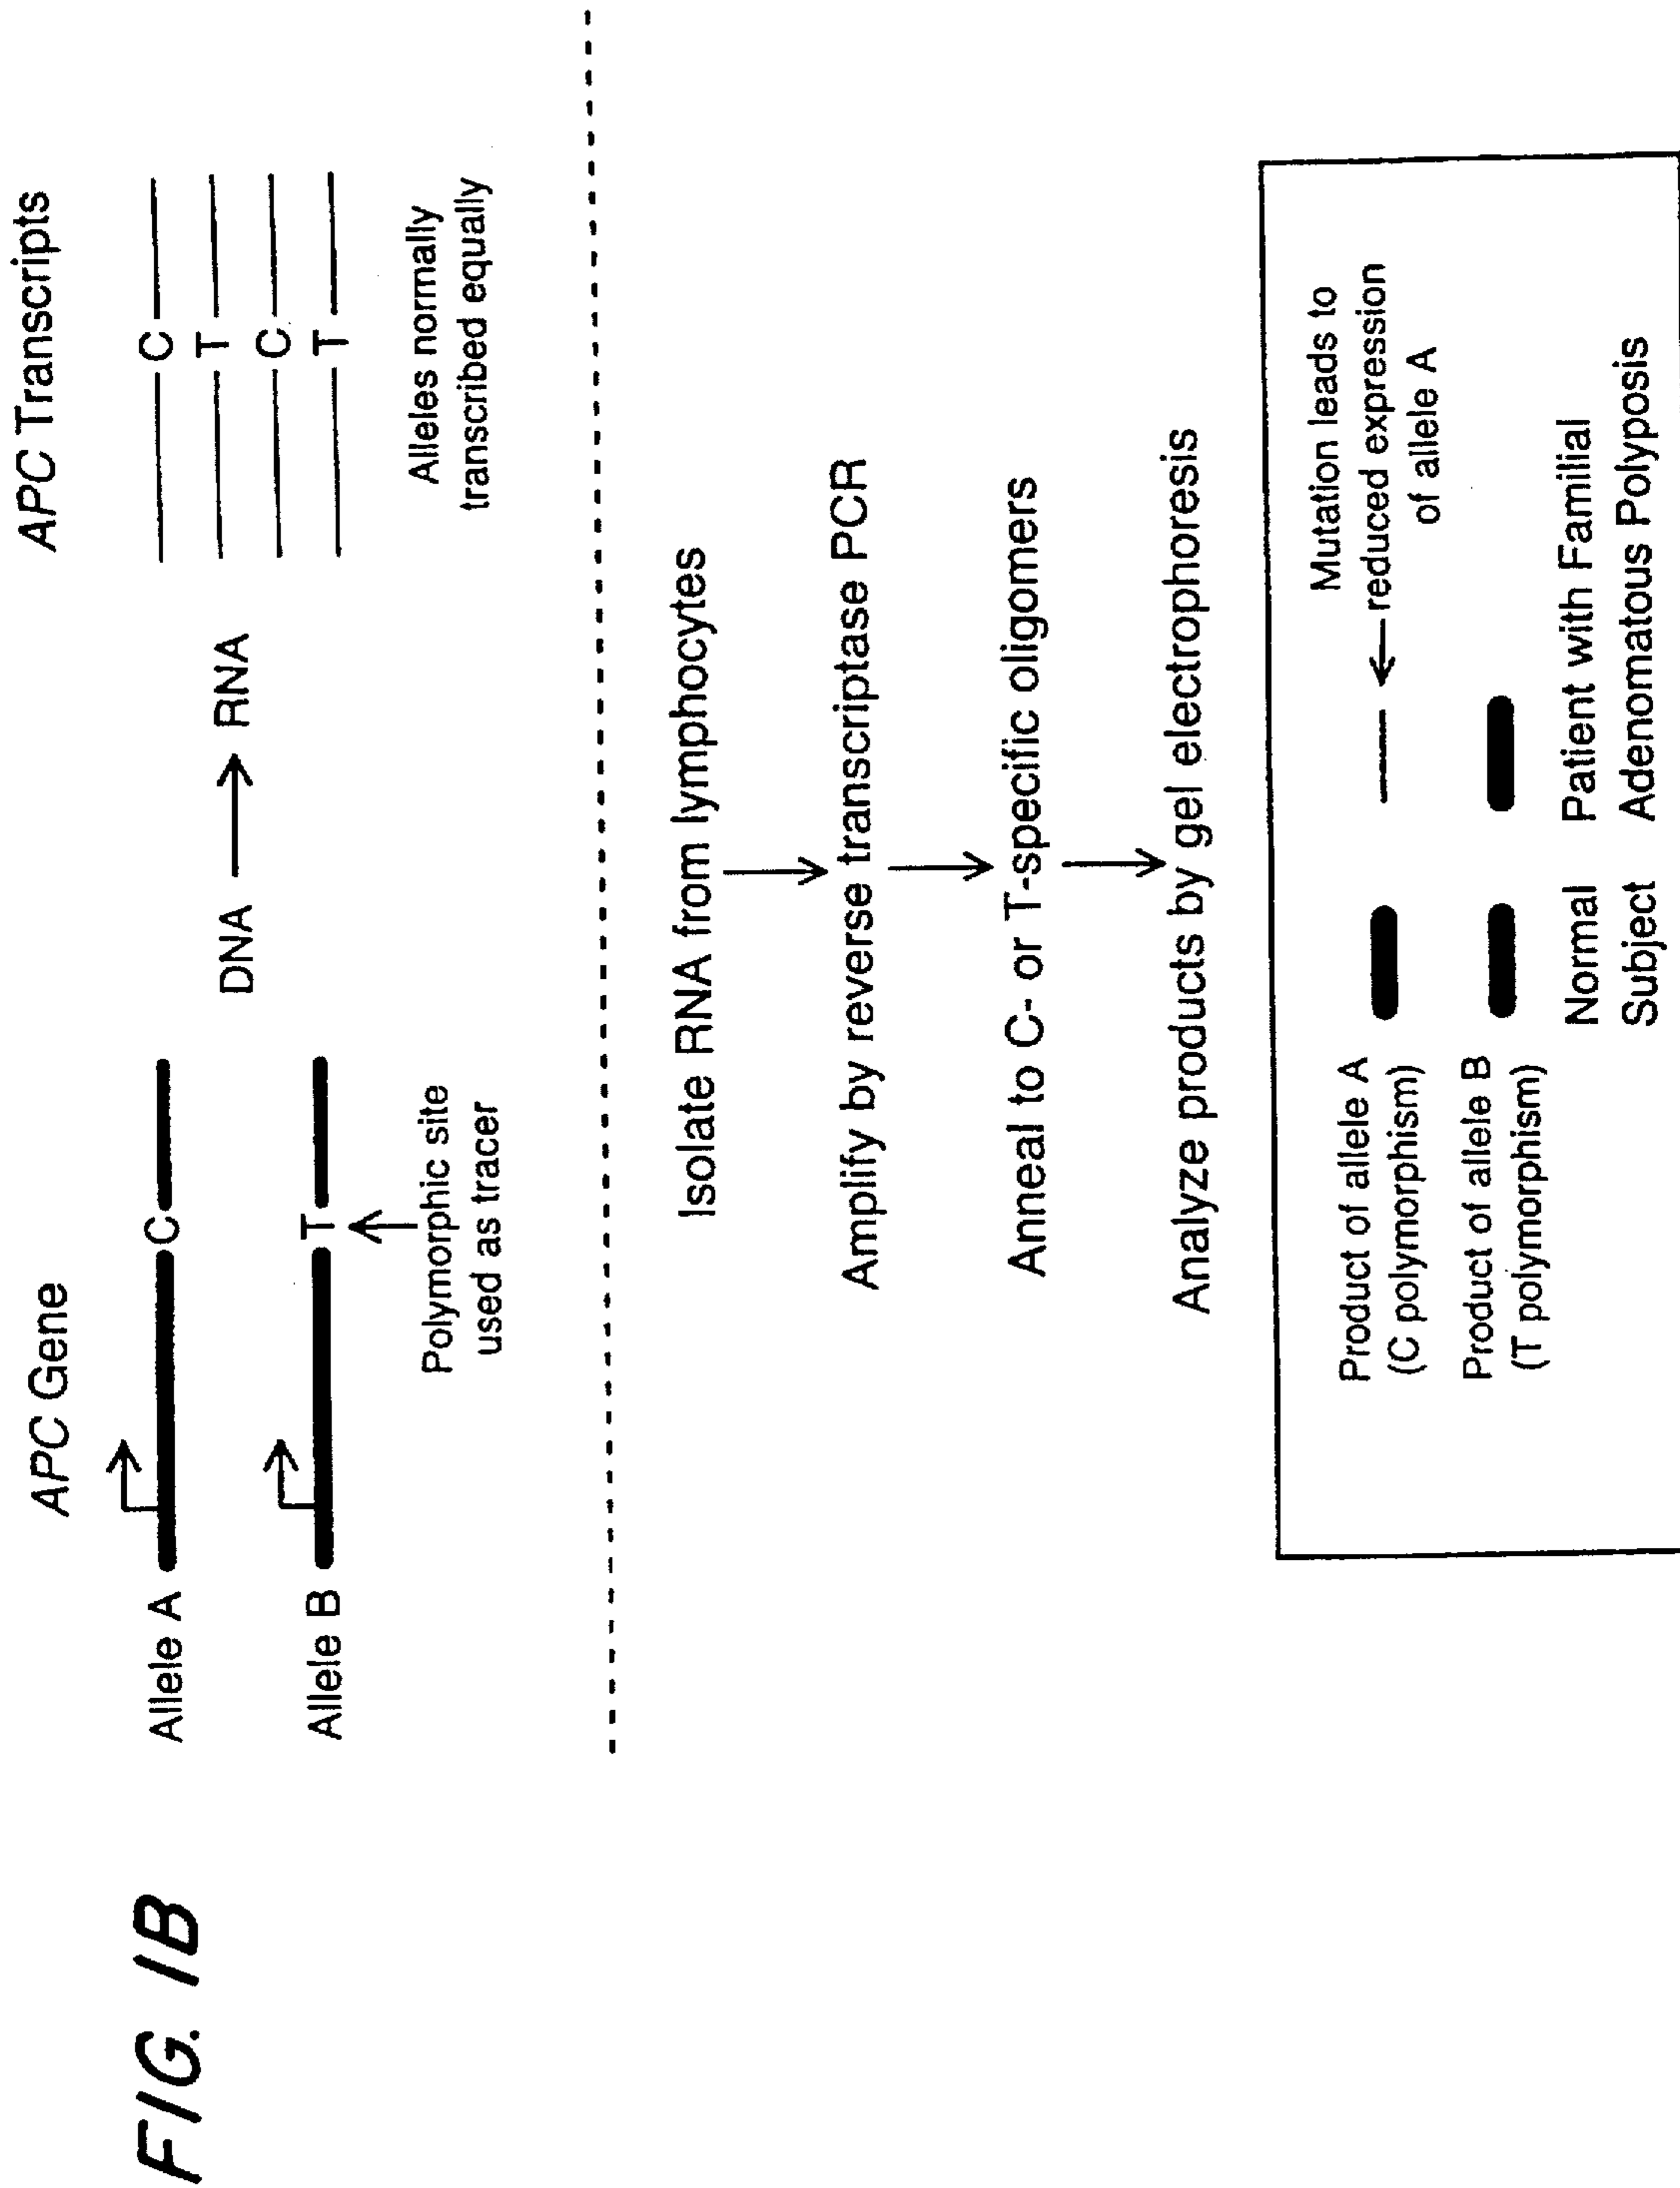 FIG. 1B
APC Gene
APC Transcripts
Allele A
C
Allele B
T
Polymorphic site
used as tracer
DNA
RNA
C
T
C
T
Alleles normally
transcribed equally
Isolate RNA from lymphocytes
Amplify by reverse transcriptase PCR
Anneal to C- or T-specific oligomers
Analyze products by gel electrophoresis
Product of allele A
(C polymorphism)
Mutation leads to
reduced expression
of allele A
Product of allele B
(T polymorphism)
Normal
Subject
Patient with Familial
Adenomatous Polyposis